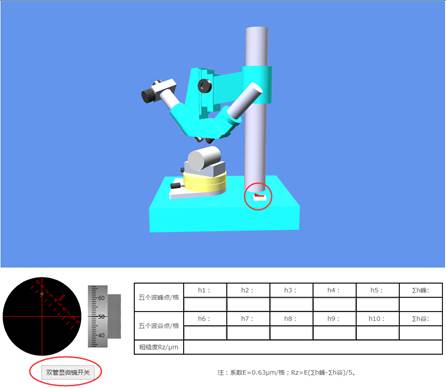 60
50
40
双管显微镜开关
五个波峰点/格 h1： h2： h3： h4： h5： Σh峰：
五个波谷点/格 h6： h7： h8： h9： h10： Σh谷：
粗糙度Rz/μm
注：系数E=0.63μm/格；Rz=E(Σh峰-Σh谷)/5。